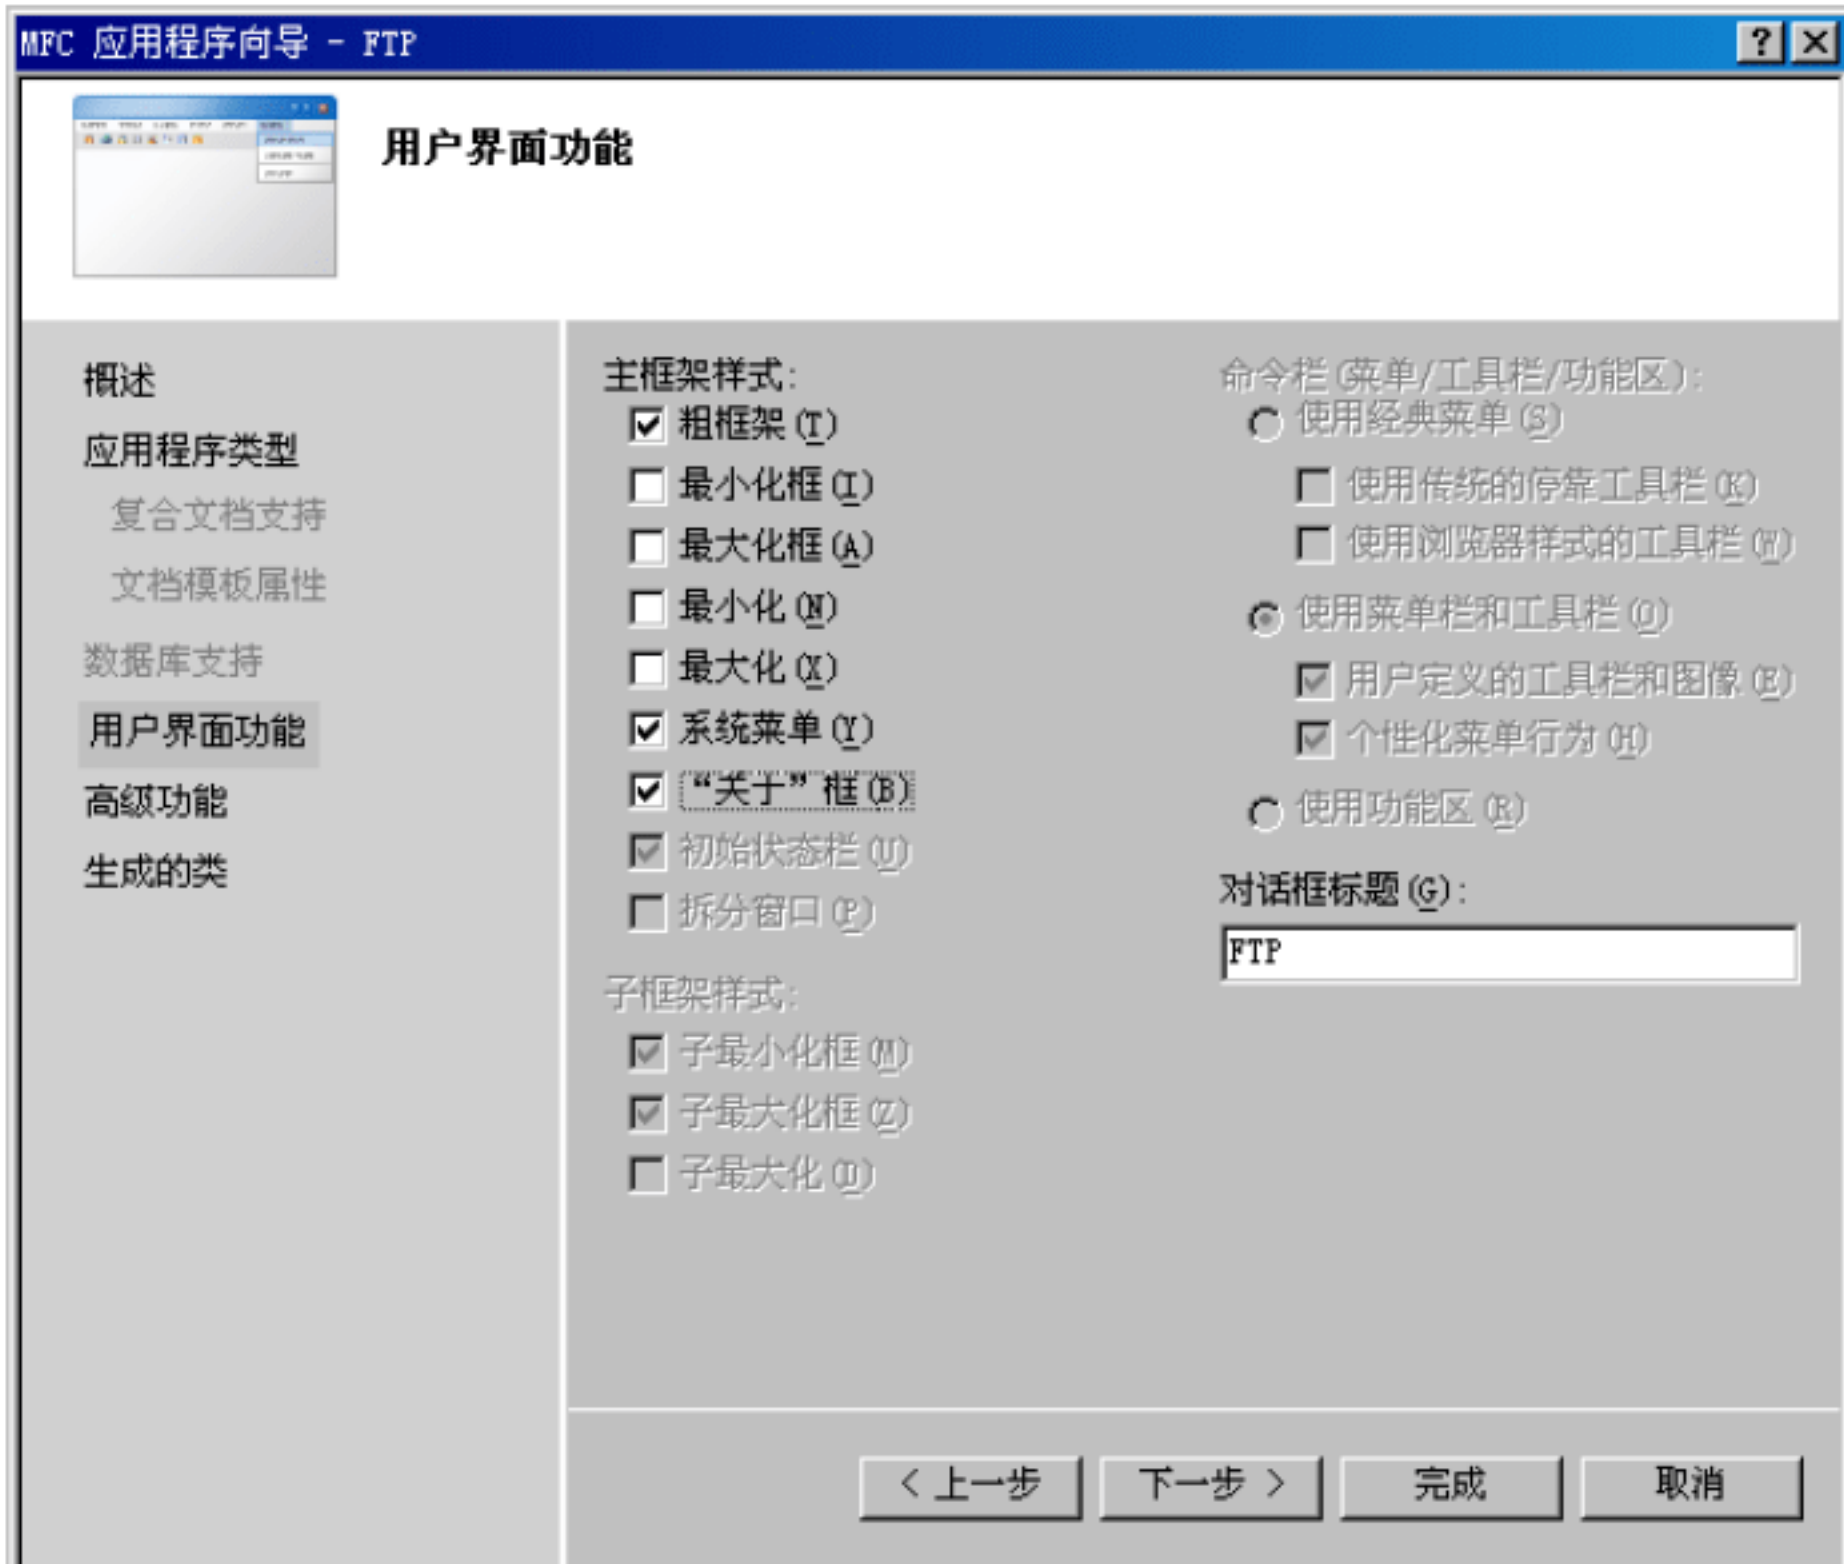 MFC 应用程序向导 - FTP
用户界面功能
概述
应用程序类型
复合文档支持
文档模板属性
数据库支持
用户界面功能
高级功能
生成的类
主框架样式:
粗框架(T)
最小化框(I)
最大化框(A)
最小化(N)
最大化(X)
系统菜单(Y)
“关于”框(B)
初始状态栏(U)
拆分窗口(P)
子框架样式:
子最小化框(M)
子最大化框(Z)
子最大化(D)
命令栏(菜单/工具栏/功能区):
使用经典菜单(S)
使用传统的停靠工具栏(K)
使用浏览器样式的工具栏(W)
使用菜单栏和工具栏(O)
用户定义的工具栏和图像(E)
个性化菜单行为(H)
使用功能区(R)
对话框标题(G):
FTP
< 上一步
下一步 >
完成
取消